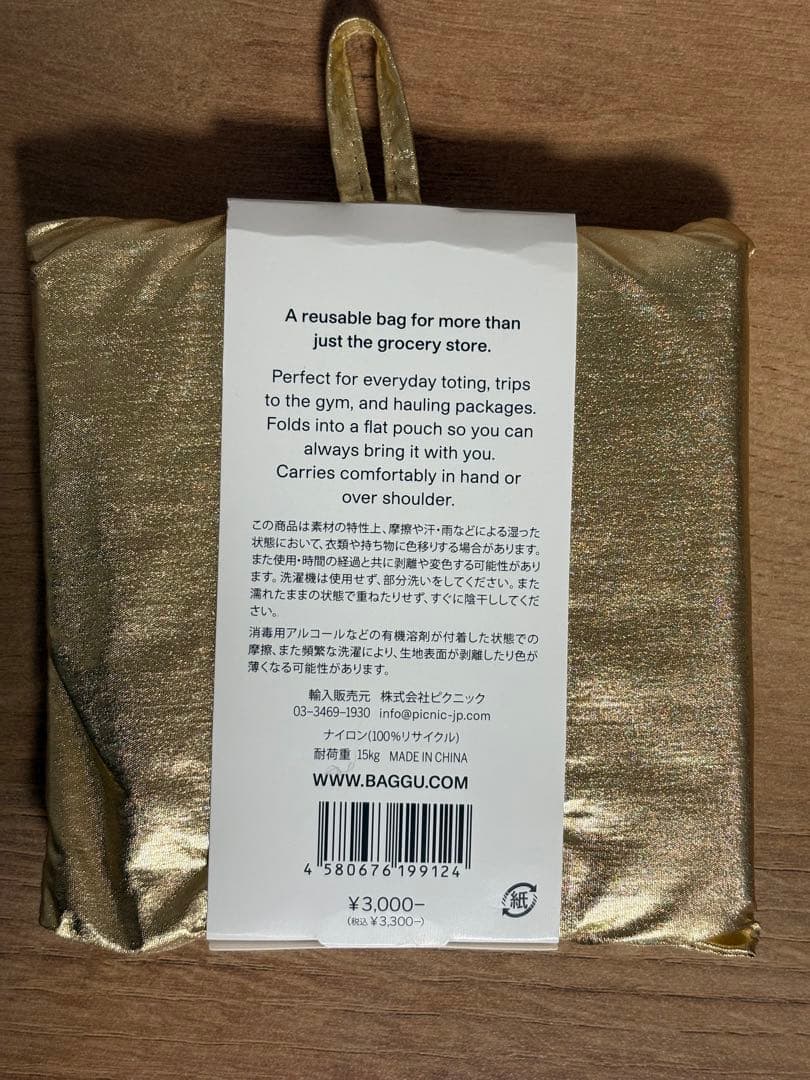 A reusable bag for more than
just the grocery store.
Perfect for everyday toting, trips
to the gym, and hauling packages.
Folds into a flat pouch so you can
always bring it with you.
Carries comfortably in hand or
over shoulder.
この商品は素材の特性上、摩擦や汗・雨などによる湿った
状態において、衣類や持ち物に色移りする場合があります。
また使用・時間の経過と共に剥離や変色する可能性があり
ます。洗濯機は使用せず、部分洗いをしてください。また
濡れたままの状態で重ねたりせず、すぐに陰干ししてくだ
さい。
消毒用アルコールなどの有機溶剤が付着した状態での
摩擦、また頻繁な洗濯により、生地表面が剥離したり色が
薄くなる可能性があります。
輸入販売元 株式会社ピクニック
03-3469-1930 info@picnic-jp.com
ナイロン(100%リサイクル)
耐荷重 15kg MADE IN CHINA
WWW.BAGGU.COM
4 580676 199124
¥3,000-
(税込 ¥3,300-)
紙